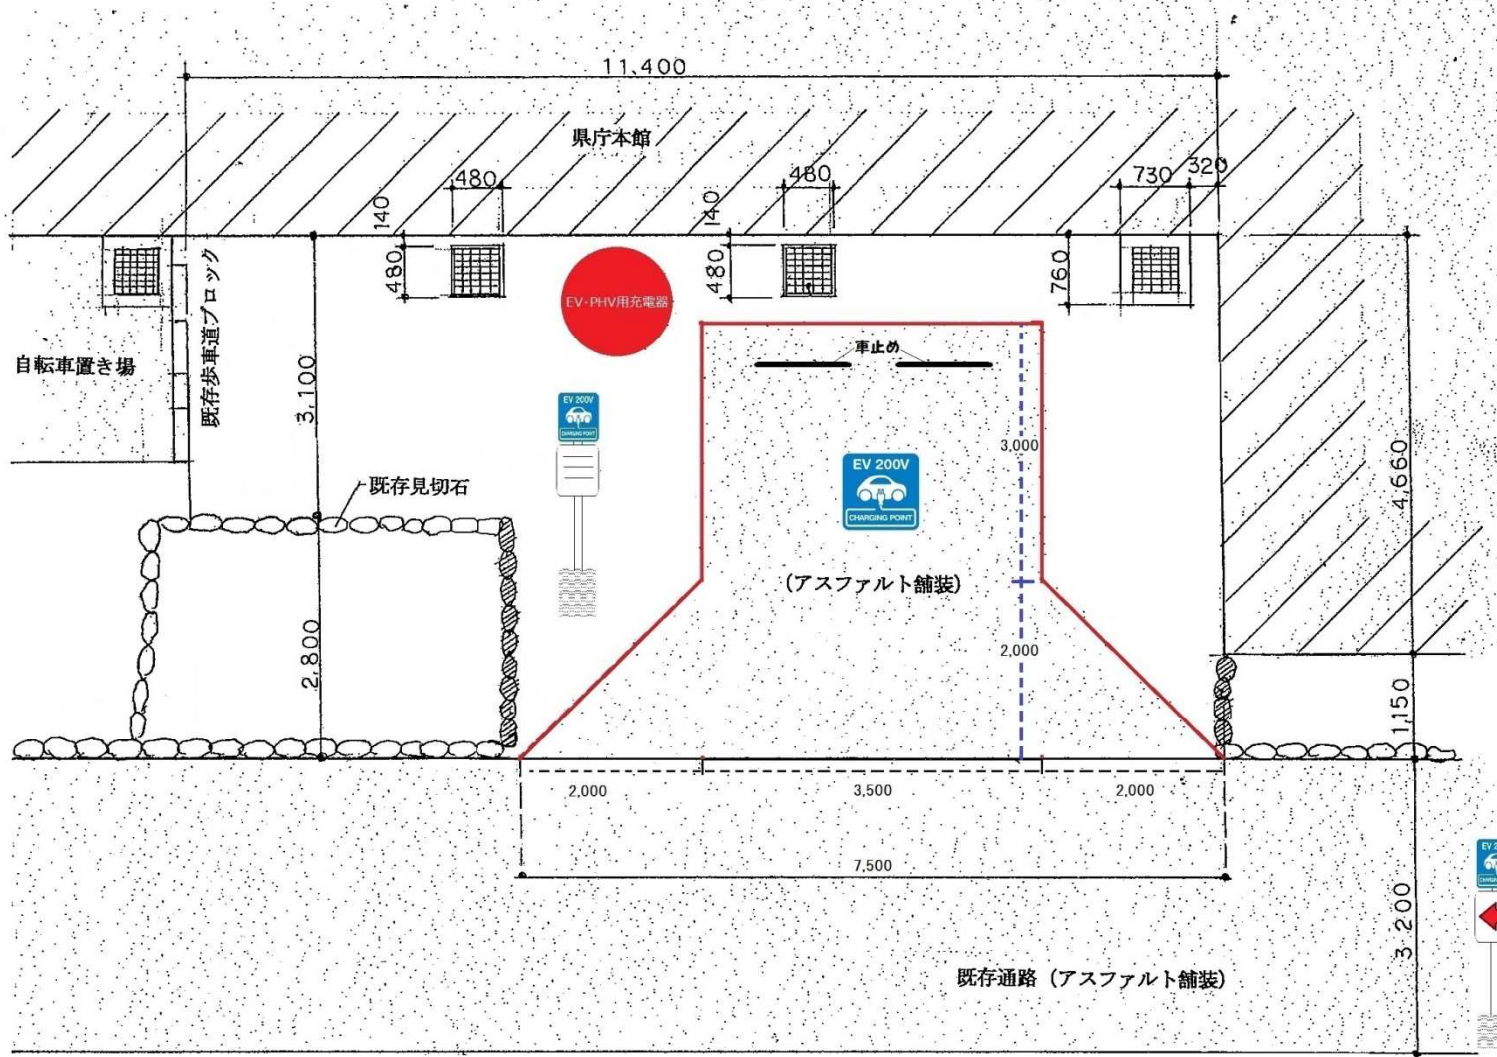 11,400
県庁本館
480
480
730
320
140
140
480
480
760
EV・PHV用充電器
自転車置き場
既存歩車道ブロック
3,100
車止め
EV 200V
CHARGING POINT
3,000
4,660
EV 200V
CHARGING POINT
既存見切石
(アスファルト舗装)
2,800
2,000
1,150
2,000
3,500
2,000
7,500
3 200
既存通路(アスファルト舗装)